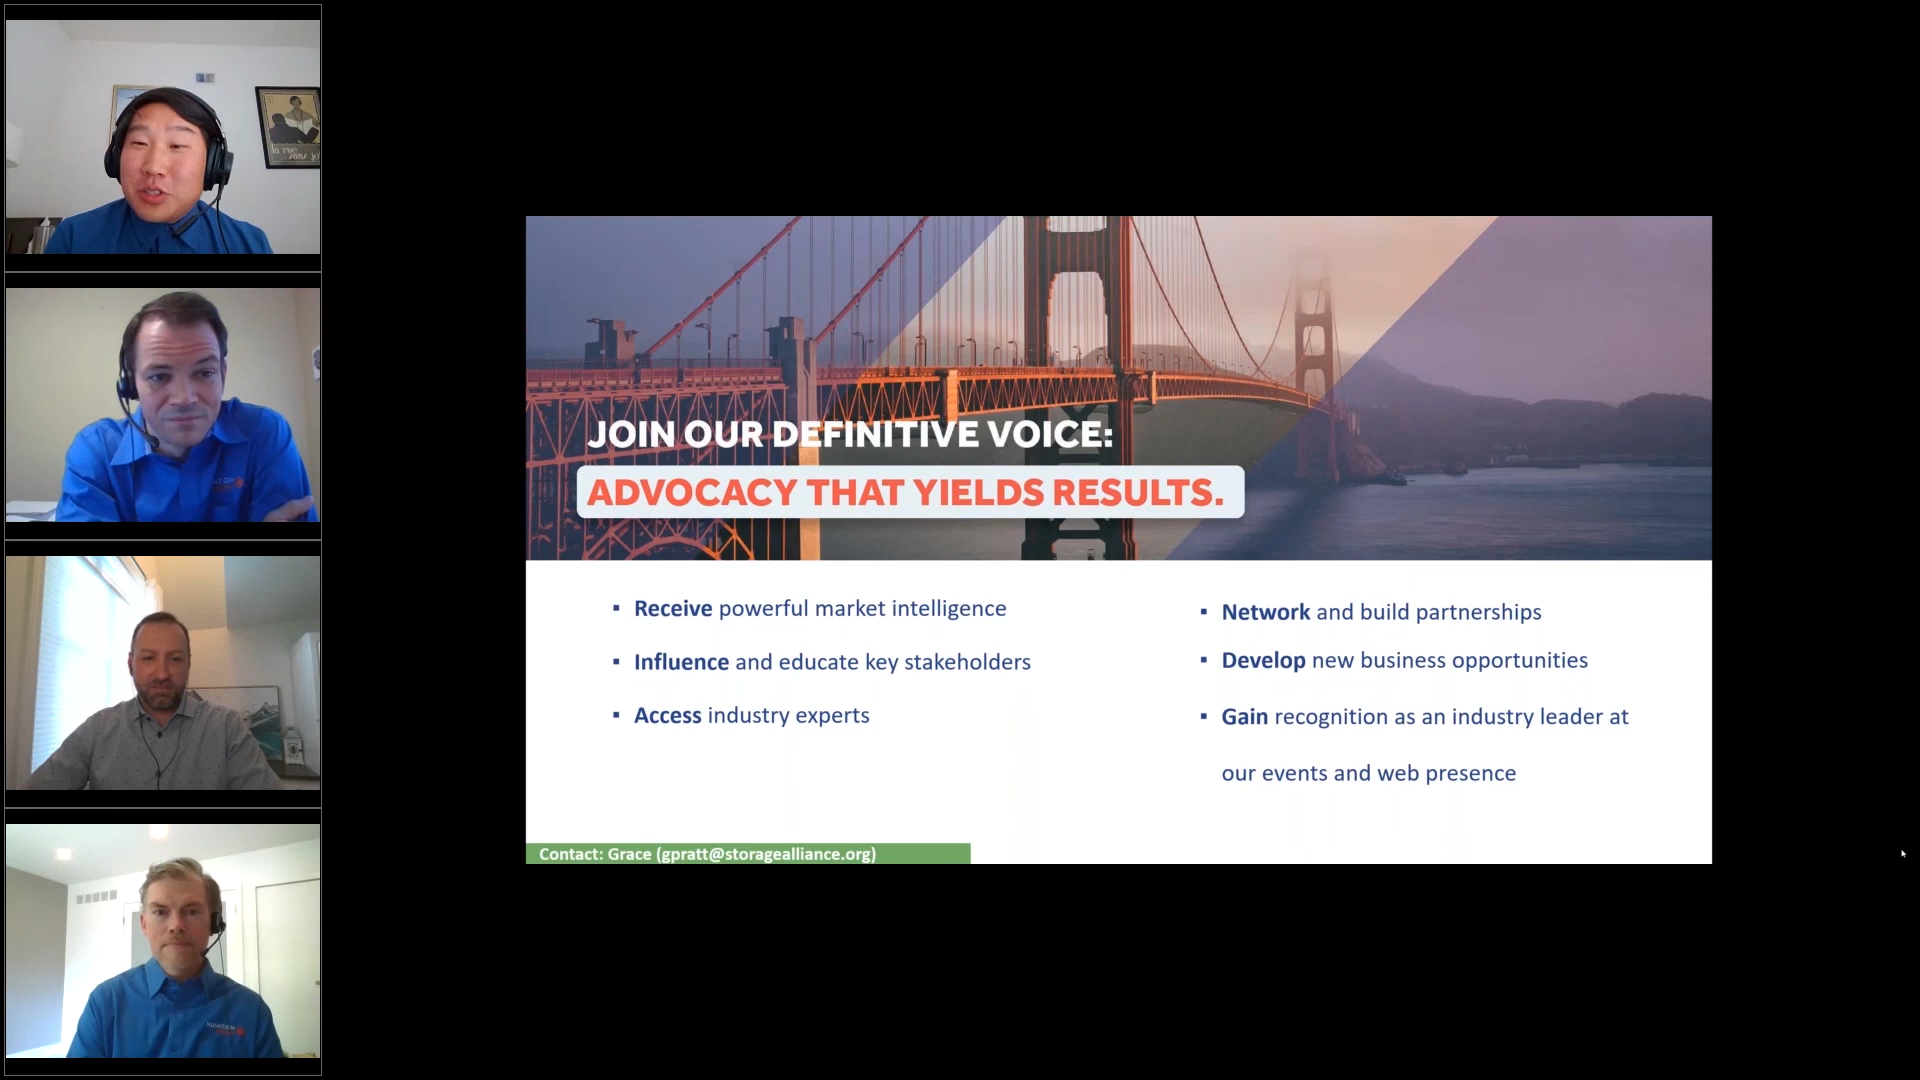 JOIN OUR DEFINITIVE VOICE:
ADVOCACY THAT YIELDS RESULTS.
▪ Receive powerful market intelligence
▪ Influence and educate key stakeholders
▪ Access industry experts
▪ Network and build partnerships
▪ Develop new business opportunities
▪ Gain recognition as an industry leader at
our events and web presence
Contact: Grace (gpratt@storagealliance.org)
NUVATION